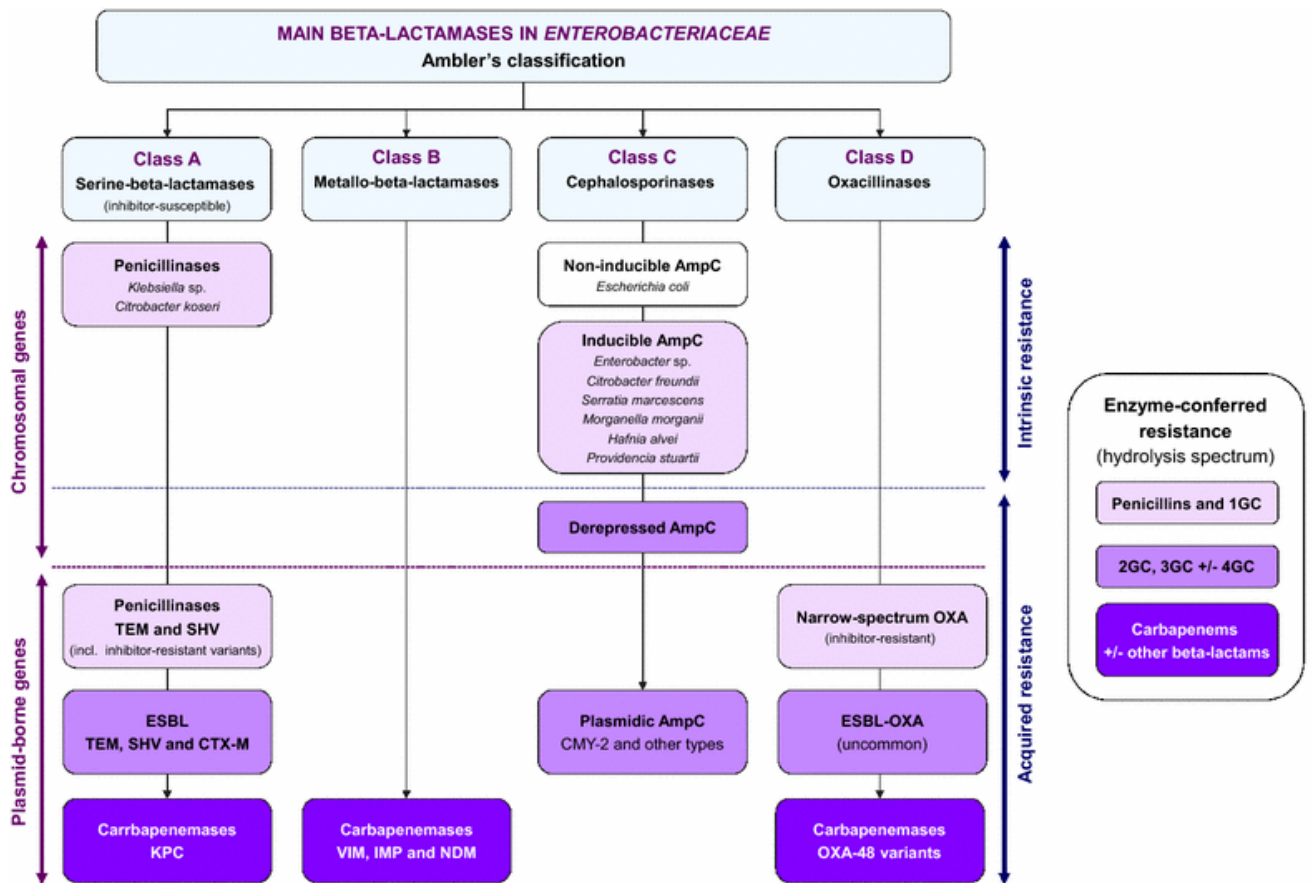 MAIN BETA-LACTAMASES IN ENTEROBACTERIACEAE
Ambler's classification
Class A
Serine-beta-lactamases
(inhibitor-susceptible)
Class B
Metallo-beta-lactamases
Class C
Cephalosporinases
Class D
Oxacillinases
Chromosomal genes
Penicillinases
Klebsiella sp.
Citrobacter koseri
Non-inducible AmpC
Escherichia coli
Inducible AmpC
Enterobacter sp.
Citrobacter freundii
Serratia marcescens
Morganella morganii
Hafnia alvei
Providencia stuartii
Intrinsic resistance
Derepressed AmpC
Plasmid-borne genes
Penicillinases
TEM and SHV
(incl. inhibitor-resistant variants)
Narrow-spectrum OXA
(inhibitor-resistant)
ESBL
TEM, SHV and CTX-M
Plasmidic AmpC
CMY-2 and other types
ESBL-OXA
(uncommon)
Carrbapenemases
KPC
Carbapenemases
VIM, IMP and NDM
Carbapenemases
OXA-48 variants
Acquired resistance
Enzyme-conferred
resistance
(hydrolysis spectrum)
Penicillins and 1GC
2GC, 3GC +/- 4GC
Carbapenems
+/- other beta-lactams